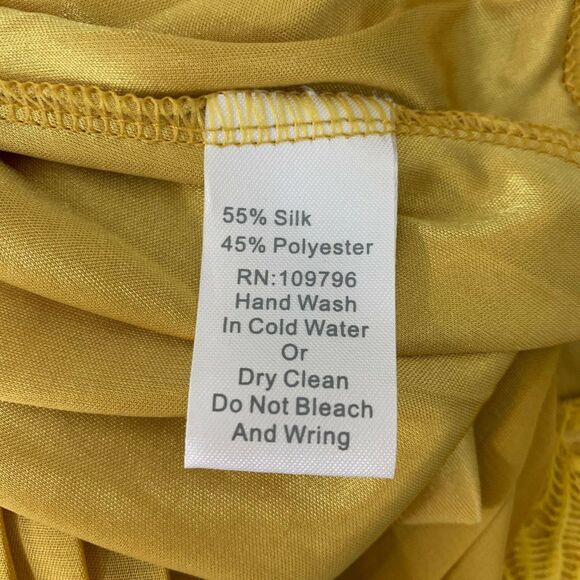 55% Silk
45% Polyester
RN:109796
Hand Wash
In Cold Water
Or
Dry Clean
Do Not Bleach
And Wring